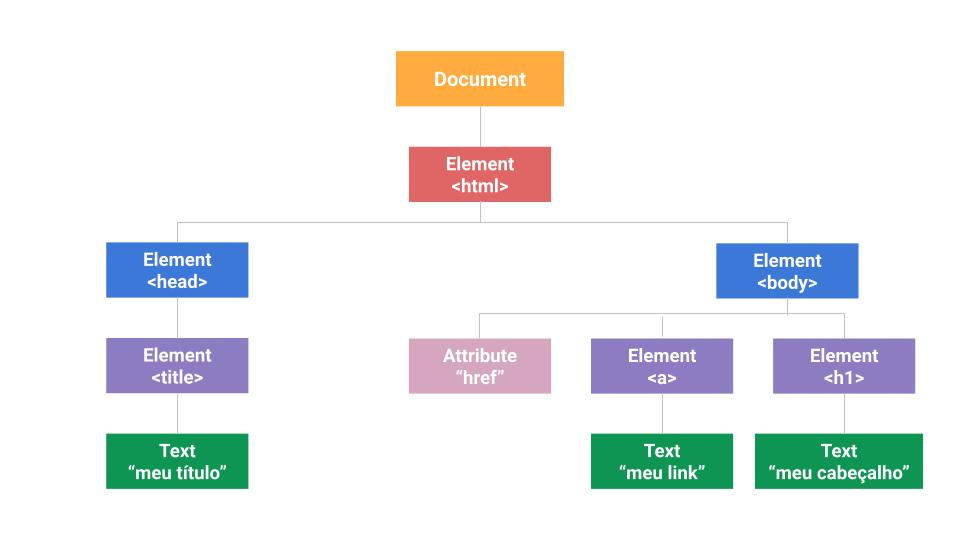 Document
Element
<html>
Element
<head>
Element
<body>
Element
<title>
Attribute
“href”
Element
<a>
Element
<h1>
Text
“meu título”
Text
“meu link”
Text
“meu cabeçalho”